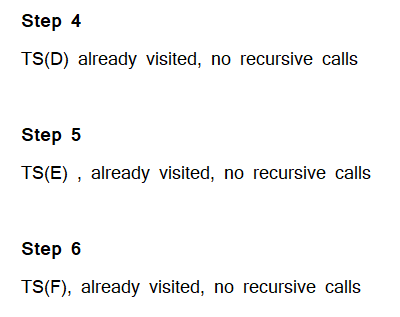 Step 4
TS(D) already visited, no recursive calls
Step 5
TS(E) , already visited, no recursive calls
Step 6
TS(F), already visited, no recursive calls